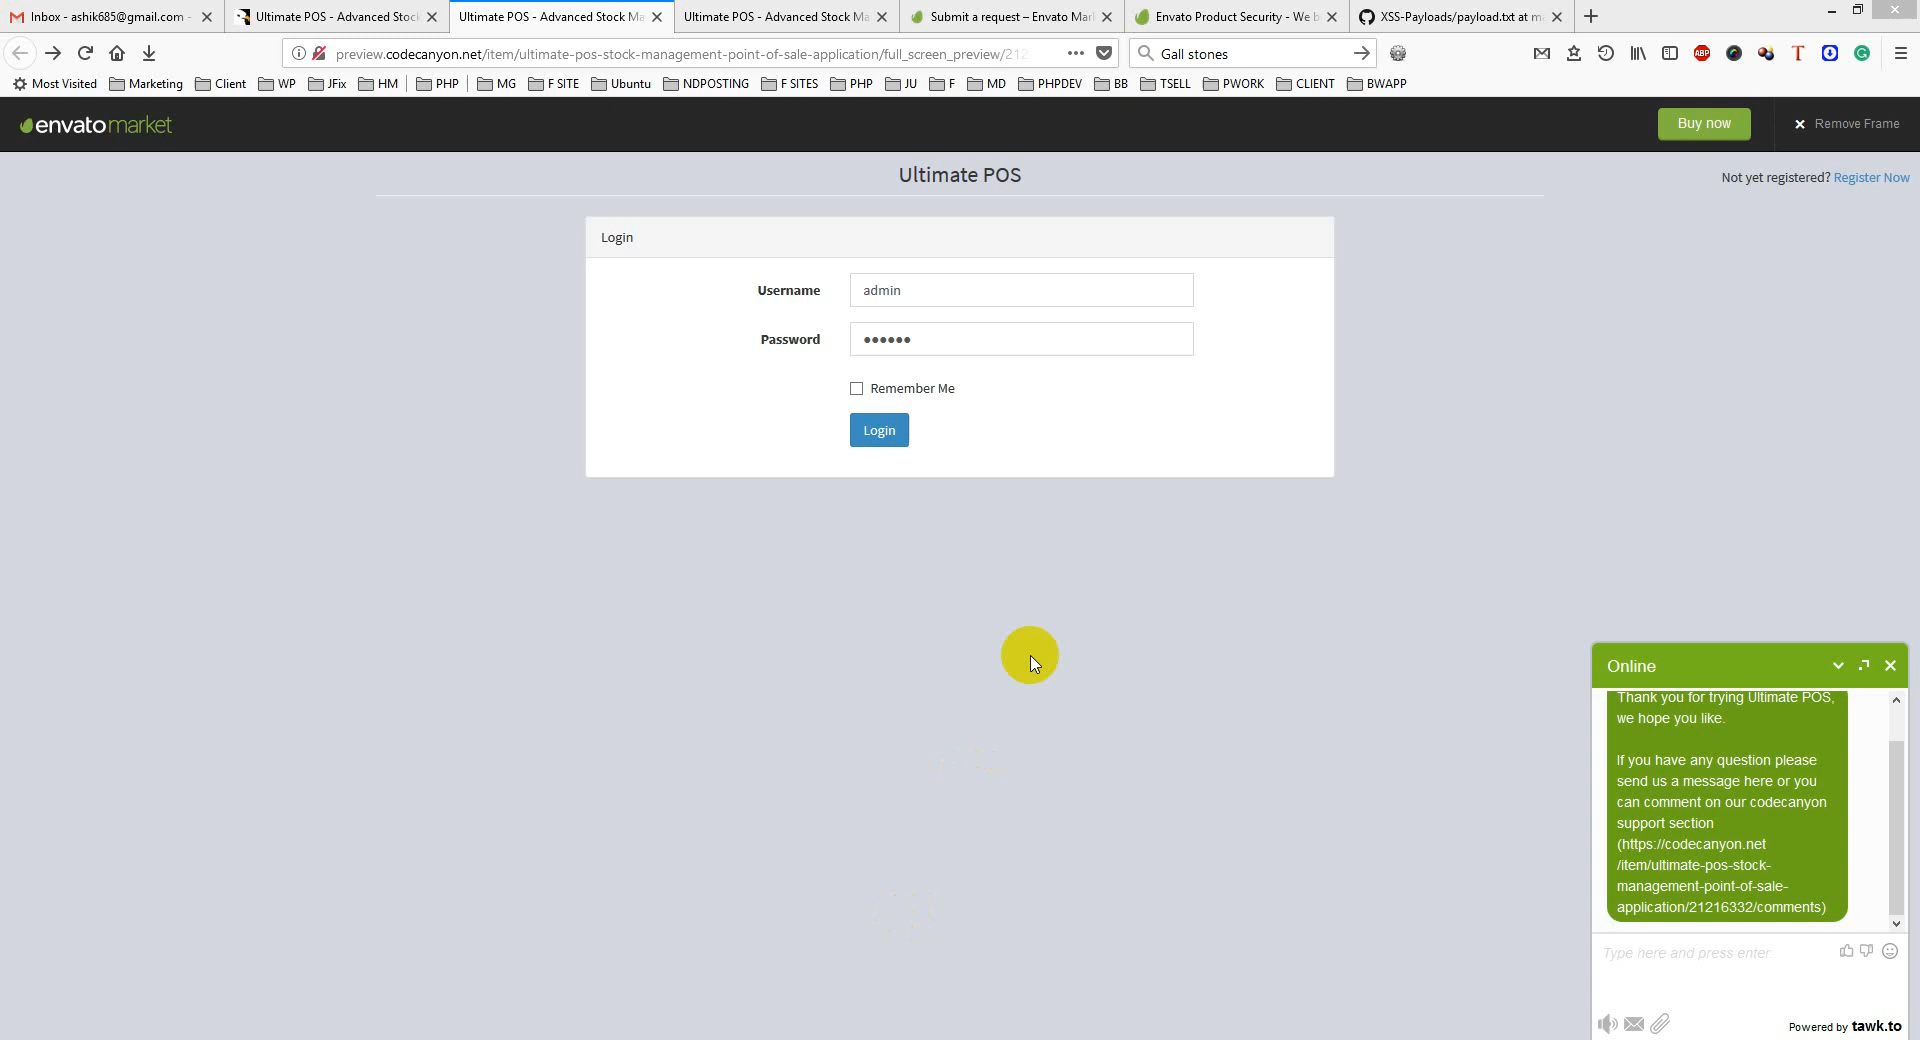 Inbox - ashik685@gmail.com -
Ultimate POS - Advanced Stock
Ultimate POS - Advanced Stock Ma
Ultimate POS - Advanced Stock Ma
Submit a request – Envato Mar
Envato Product Security - We b
XSS-Payloads/payload.txt at m
preview.codecanyon.net/item/ultimate-pos-stock-management-point-of-sale-application/full_screen_preview/212
Gall stones
ABP
T
G
Most Visited
Marketing
Client
WP
JFix
HM
PHP
MG
F SITE
Ubuntu
NDPOSTING
F SITES
PHP
JU
F
MD
PHPDEV
BB
TSELL
PWORK
CLIENT
BWAPP
envatomarket
Buy now
Remove Frame
Ultimate POS
Not yet registered? Register Now
Login
Username
admin
Password
Remember Me
Login
Online
Thank you for trying Ultimate POS,
we hope you like.
If you have any question please
send us a message here or you
can comment on our codecanyon
support section
(https://codecanyon.net
/item/ultimate-pos-stock-
management-point-of-sale-
application/21216332/comments)
Type here and press enter..
Powered by tawk.to